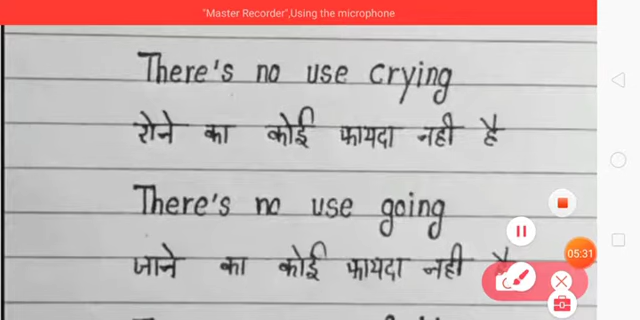 "Master Recorder",Using the microphone
There's no use crying
रोने का कोई फायदा नही है
There's no use going
जाने का कोई फायदा नही है
05:31